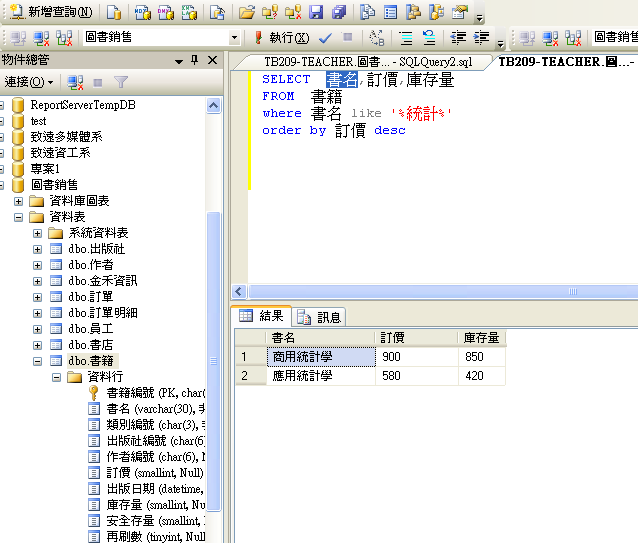 新增查詢(N)
圖書銷售
執行(X)
圖書銷售
物件總管
連接(O)
ReportServerTempDB
test
致遠多媒體系
致遠資工系
專案1
圖書銷售
資料庫圖表
資料表
系統資料表
dbo.出版社
dbo.作者
dbo.金禾資訊
dbo.訂單
dbo.訂單明細
dbo.員工
dbo.書店
dbo.書籍
資料行
書籍編號 (PK, char(
書名 (varchar(30), 
類別編號 (char(3), 
出版社編號 (char(6)
作者編號 (char(6), N
訂價 (smallint, Null)
出版日期 (datetime,
庫存量 (smallint, Nu
安全存量 (smallint,
再刷數 (tinyint, Null
TB209-TEACHER.圖書... - SQLQuery2.sql
TB209-TEACHER.圖...-
SELECT 書名,訂價,庫存量
FROM 書籍
where 書名 like '%統計%'
order by 訂價 desc
結果
訊息
書名 訂價 庫存量
1 商用統計學 900 850
2 應用統計學 580 420